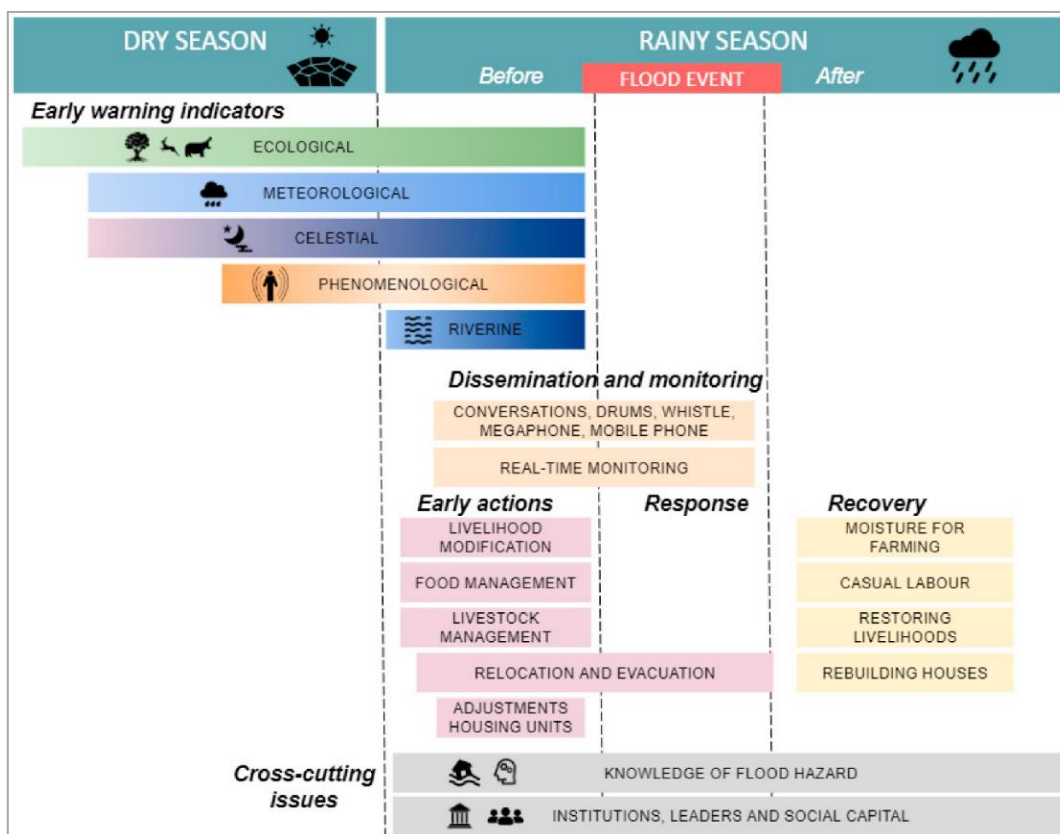 DRY SEASON
RAINY SEASON
Before
FLOOD EVENT
After
Early warning indicators
ECOLOGICAL
METEOROLOGICAL
CELESTIAL
PHENOMENOLOGICAL
RIVERINE
Dissemination and monitoring
CONVERSATIONS, DRUMS, WHISTLE,
MEGAPHONE, MOBILE PHONE
REAL-TIME MONITORING
Early actions
Response
Recovery
LIVELIHOOD
MODIFICATION
MOISTURE FOR
FARMING
FOOD MANAGEMENT
CASUAL LABOUR
LIVESTOCK
MANAGEMENT
RESTORING
LIVELIHOODS
RELOCATION AND EVACUATION
REBUILDING HOUSES
ADJUSTMENTS
HOUSING UNITS
Cross-cutting
issues
KNOWLEDGE OF FLOOD HAZARD
INSTITUTIONS, LEADERS AND SOCIAL CAPITAL